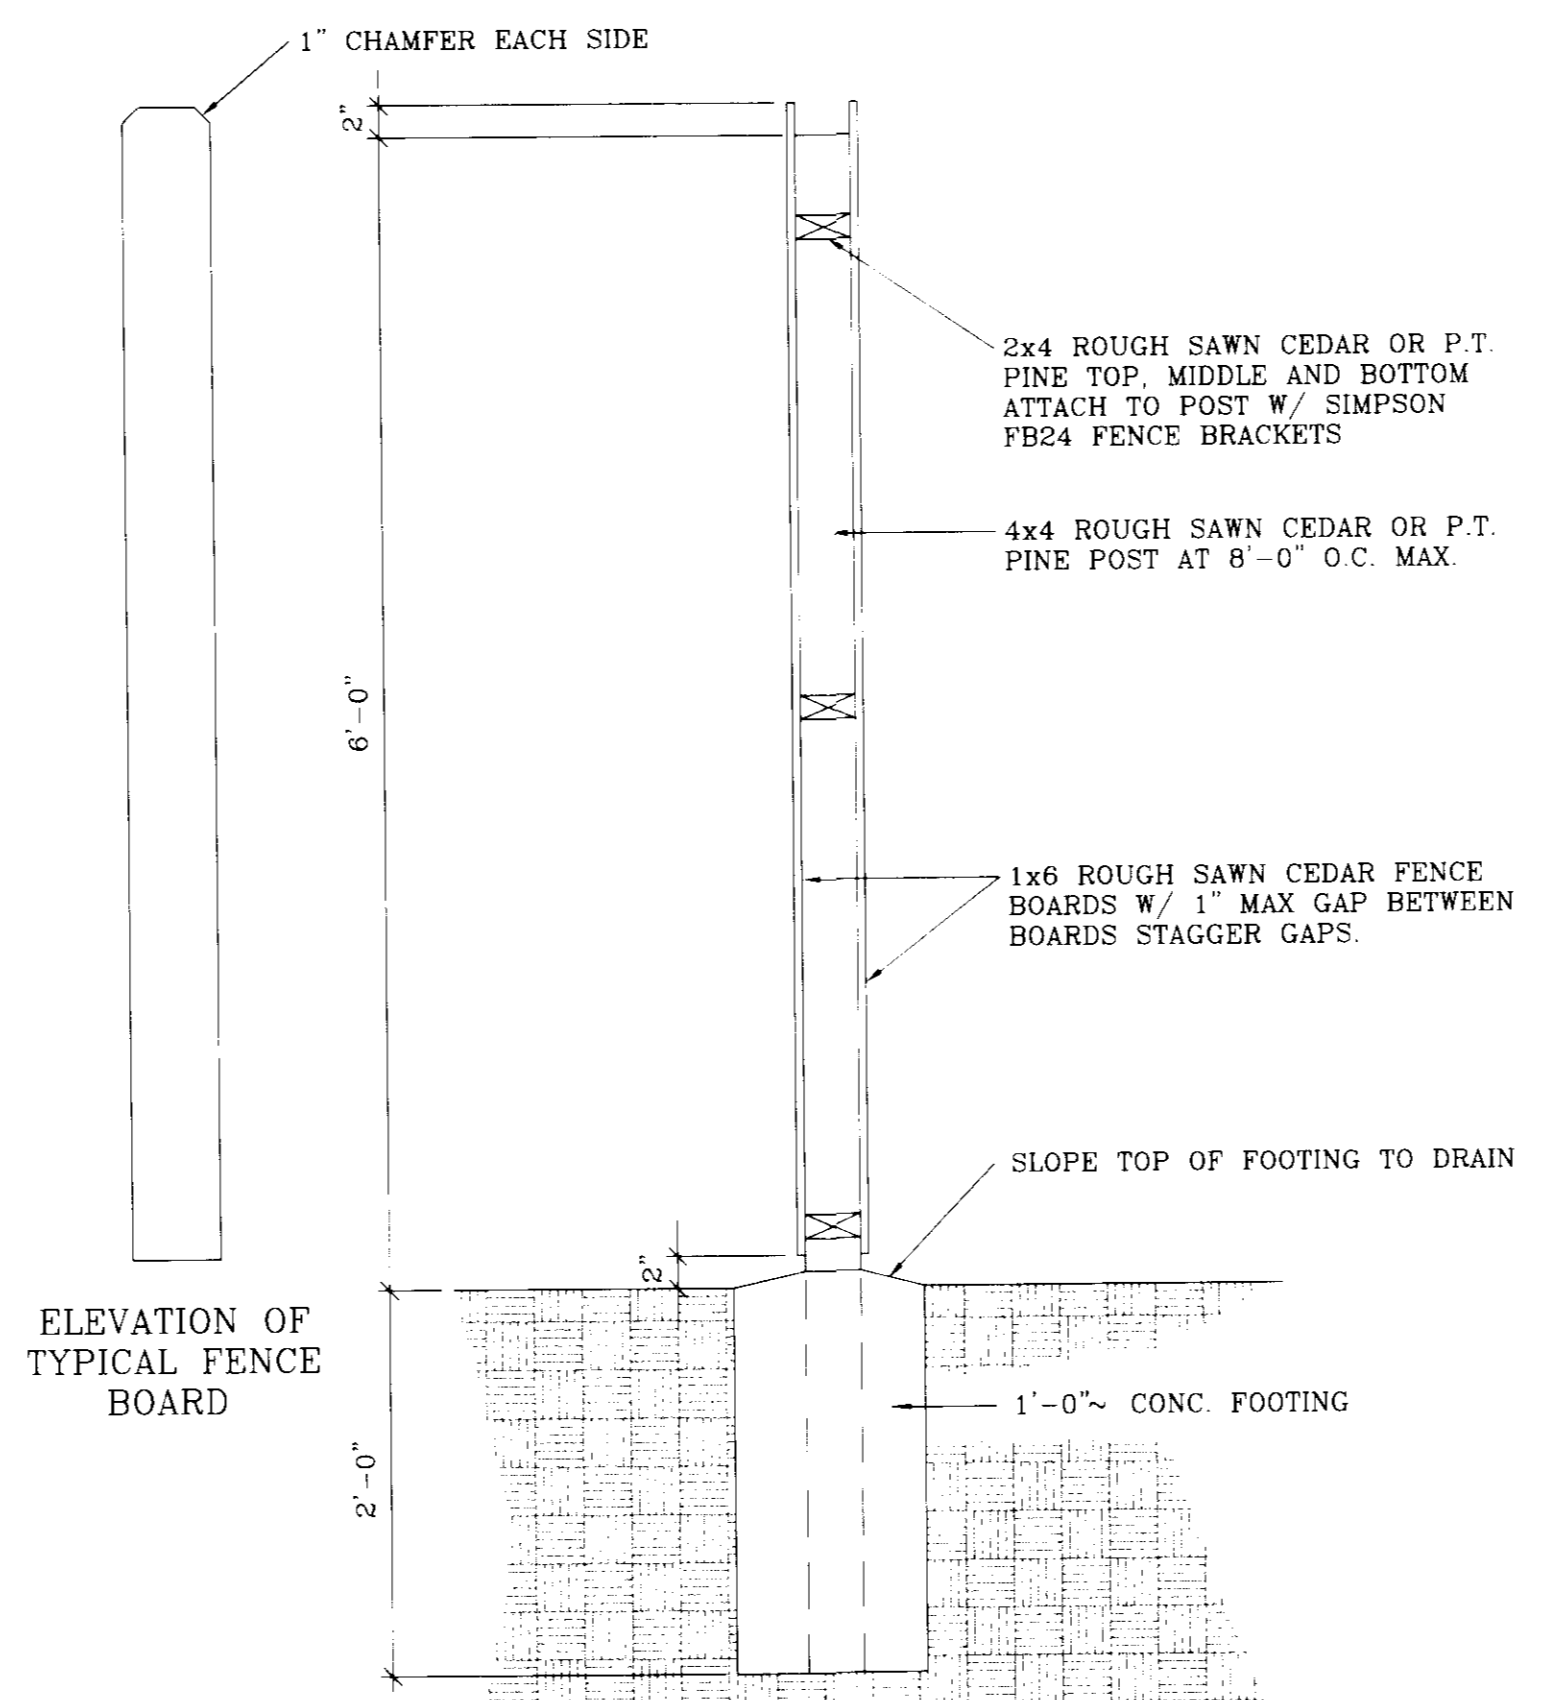 1" CHAMFER EACH SIDE
2"
2x4 ROUGH SAWN CEDAR OR P.T.
PINE TOP, MIDDLE AND BOTTOM
ATTACH TO POST W/ SIMPSON
FB24 FENCE BRACKETS
4x4 ROUGH SAWN CEDAR OR P.T.
PINE POST AT 8'-0" O.C. MAX.
6'-0"
1x6 ROUGH SAWN CEDAR FENCE
BOARDS W/ 1" MAX GAP BETWEEN
BOARDS STAGGER GAPS.
SLOPE TOP OF FOOTING TO DRAIN
2"
ELEVATION OF
TYPICAL FENCE
BOARD
1'-0"~ CONC. FOOTING
2'-0"